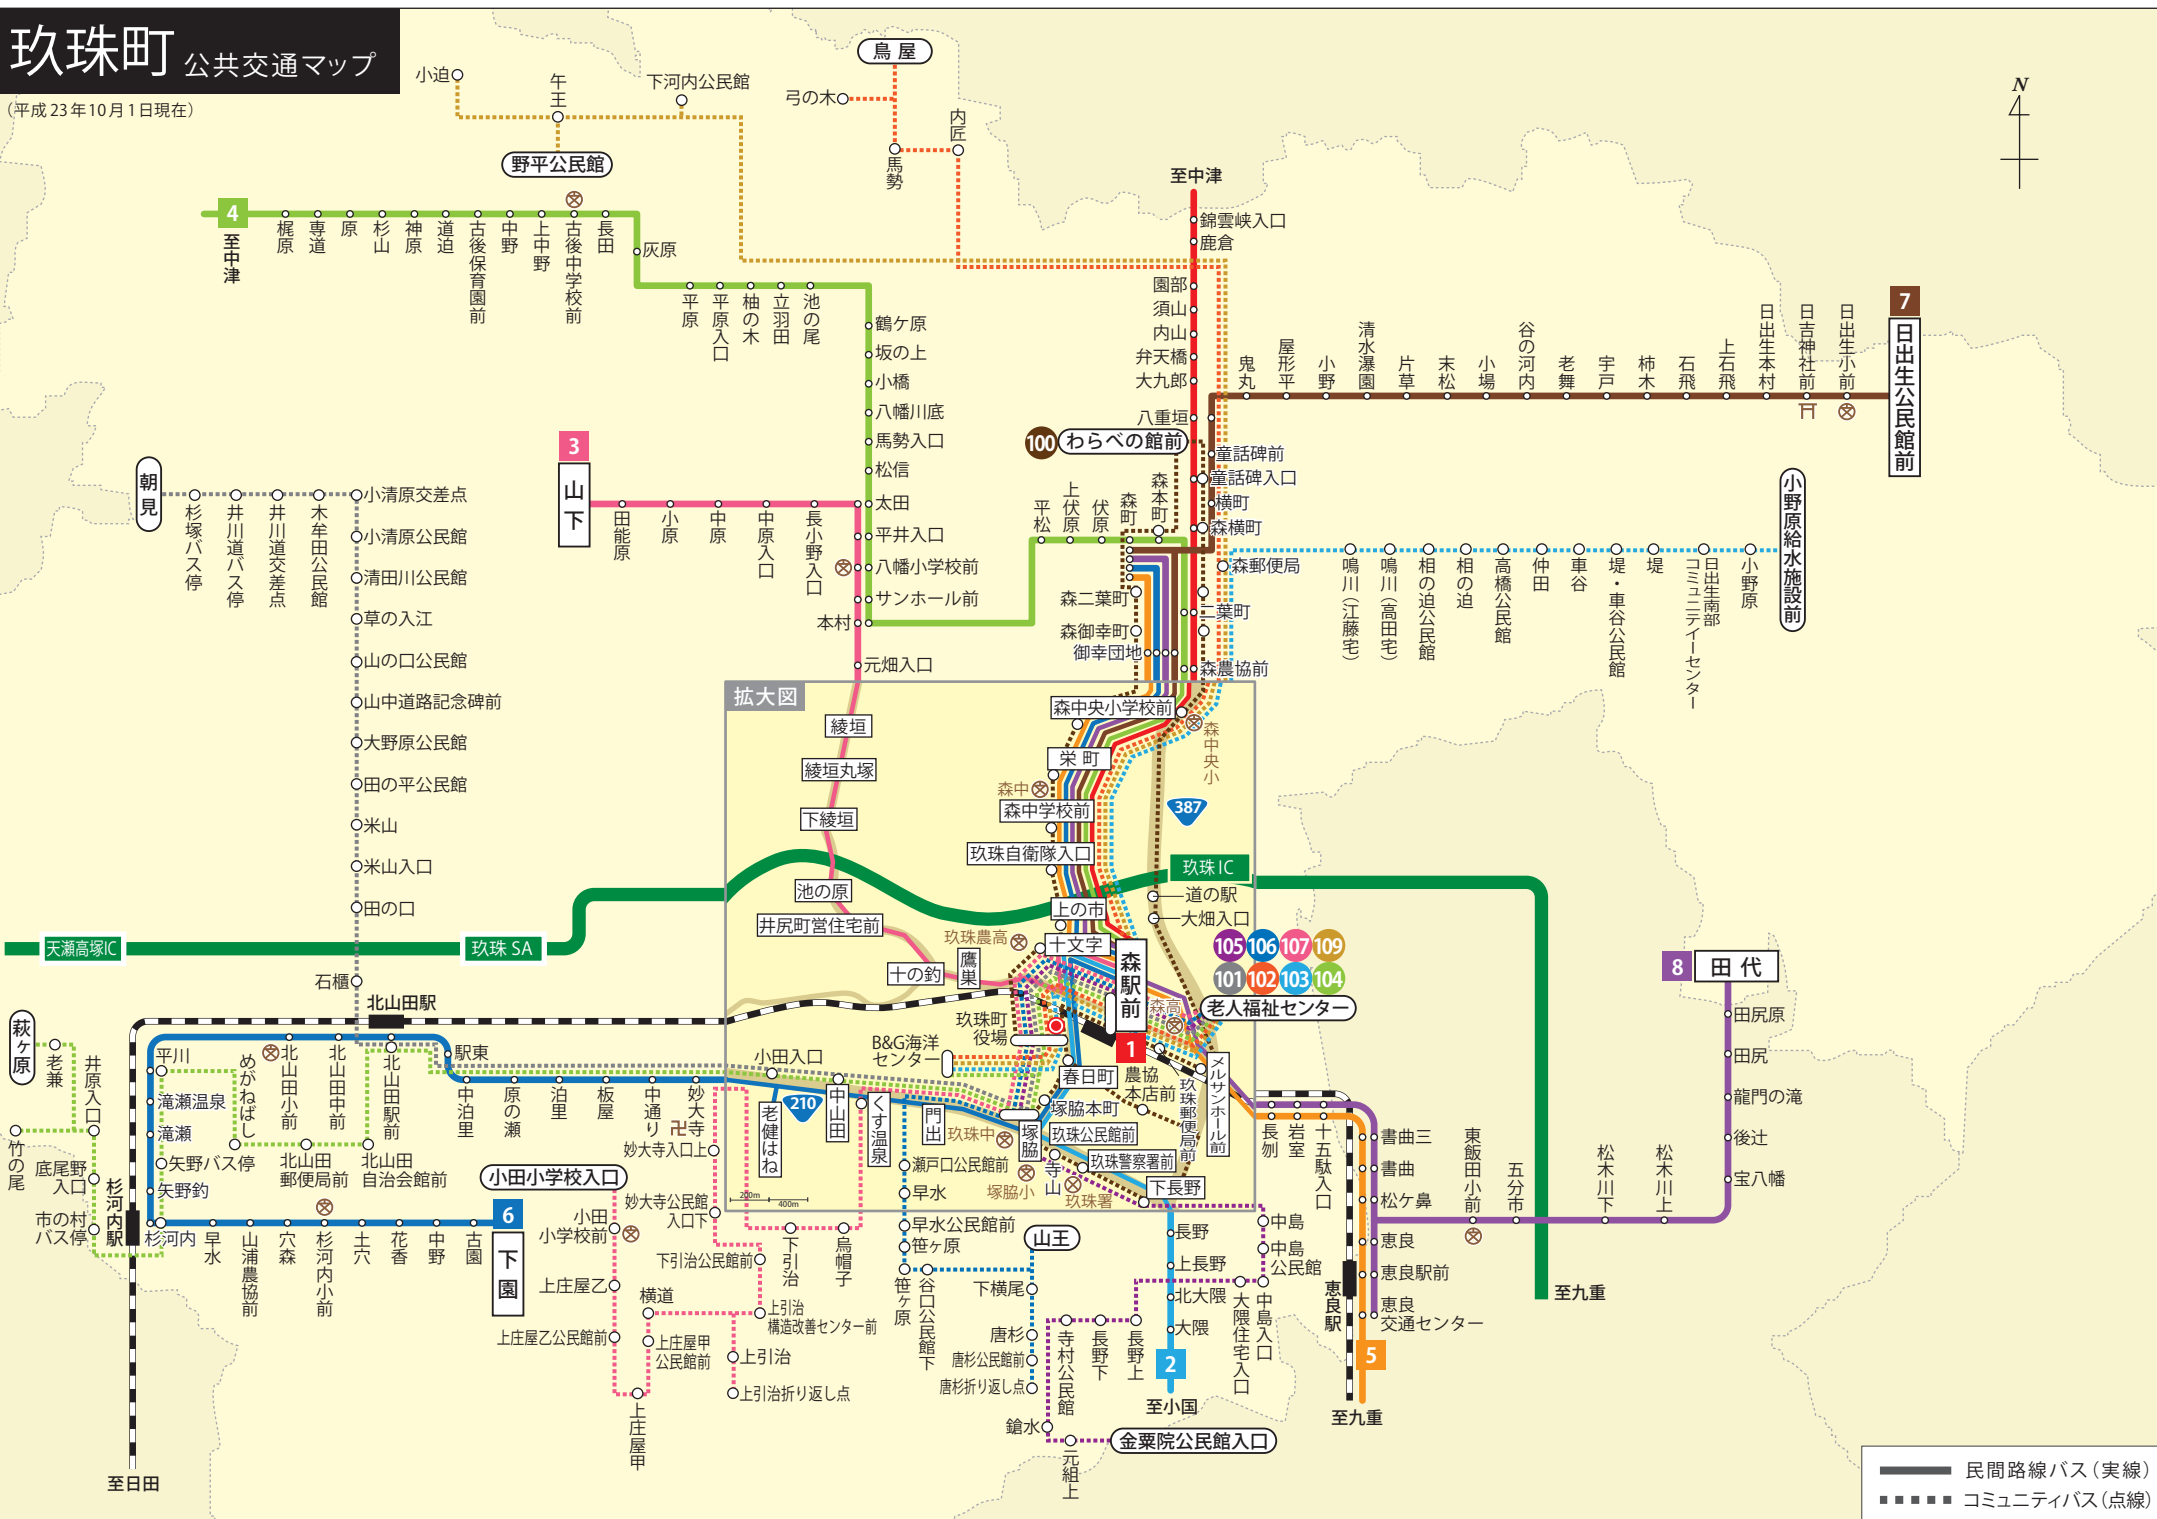 玖珠町 公共交通マップ
（平成23年10月1日現在）
N
小迫
午王
下河内公民館
野平公民館
鳥屋
弓の木
馬勢
内匠
至中津
4
至中津
梶原
専道
原
杉山
神原
道迫
古後保育園前
中野
上中野
古後中学校前
長田
灰原
平原
平原入口
柚の木
立羽田
池の尾
鶴ケ原
坂の上
小橋
八幡川底
馬勢入口
松信
太田
平井入口
八幡小学校前
サンホール前
本村
元畑入口
3
山下
田能原
小原
中原
中原入口
長小野入口
錦雲峡入口
鹿倉
園部
須山
内山
弁天橋
大九郎
八重垣
100
わらべの館前
童話碑前
童話碑入口
横町
森横町
森郵便局
二葉町
森農協前
平松
上伏原
伏原
森町
森本町
森二葉町
森御幸町
御幸団地
鬼丸
屋形平
小野
清水瀑園
片草
末松
小場
谷の河内
老舞
宇戸
柿木
石飛
上石飛
日出生本村
日吉神社前
日出生小前
7
日出生公民館前
鳴川（江藤宅）
鳴川（高田宅）
相の迫公民館
相の迫
高橋公民館
仲田
車谷
堤・車谷公民館
堤
日出生南部
コミュニテイーセンター
小野原
小野原給水施設前
朝見
杉塚バス停
井川道バス停
井川道交差点
木牟田公民館
小清原交差点
小清原公民館
清田川公民館
草の入江
山の口公民館
山中道路記念碑前
大野原公民館
田の平公民館
米山
米山入口
田の口
石櫃
拡大図
綾垣
綾垣丸塚
下綾垣
池の原
井尻町営住宅前
十の釣
鷹巣
森中央小学校前
森中央小
栄町
森中
森中学校前
387
玖珠自衛隊入口
玖珠IC
道の駅
大畑入口
上の市
十文字
玖珠農高
森駅前
1
105
106
107
109
101
102
103
104
老人福祉センター
森高
玖珠町
役場
B&G海洋
センター
春日町
農協
本店前
玖珠郵便局前
メルサンホール前
塚脇本町
玖珠公民館前
玖珠警察署前
下長野
塚脇
玖珠中
塚脇小
寺山
玖珠署
小田入口
老健はね
210
中山田
くす温泉
門出
200m
400m
天瀬高塚IC
玖珠SA
北山田駅
萩ヶ原
老兼
井原入口
竹の尾
底尾野
入口
市の村
バス停
杉河内駅
平川
滝瀬温泉
滝瀬
矢野バス停
矢野釣
杉河内
めがねばし
北山田小前
北山田中前
北山田駅前
駅東
北山田
郵便局前
北山田
自治会館前
中泊里
原の瀬
泊里
板屋
中通り
妙大寺
早水
山浦農協前
穴森
杉河内小前
土穴
花香
中野
古園
6
下園
至日田
小田小学校入口
小田
小学校前
上庄屋乙
上庄屋乙公民館前
上庄屋甲
横道
上庄屋甲
公民館前
妙大寺入口上
妙大寺公民館
入口下
下引治公民館前
上引治
構造改善センター前
上引治
上引治折り返し点
下引治
烏帽子
瀬戸口公民館前
早水
早水公民館前
笹ヶ原
笹ヶ原
谷口公民館下
山王
下横尾
唐杉
唐杉公民館前
唐杉折り返し点
長野
上長野
北大隈
大隈
2
至小国
中島
中島
公民館
中島入口
大隈住宅入口
長野上
長野下
寺村公民館
鎗水
元組上
金粟院公民館入口
長刎
岩室
十五駄入口
書曲三
書曲
松ケ鼻
恵良
恵良駅前
恵良
交通センター
恵良駅
5
至九重
東飯田小前
五分市
松木川下
松木川上
至九重
8
田代
田尻原
田尻
龍門の滝
後辻
宝八幡
民間路線バス（実線）
コミュニティバス（点線）